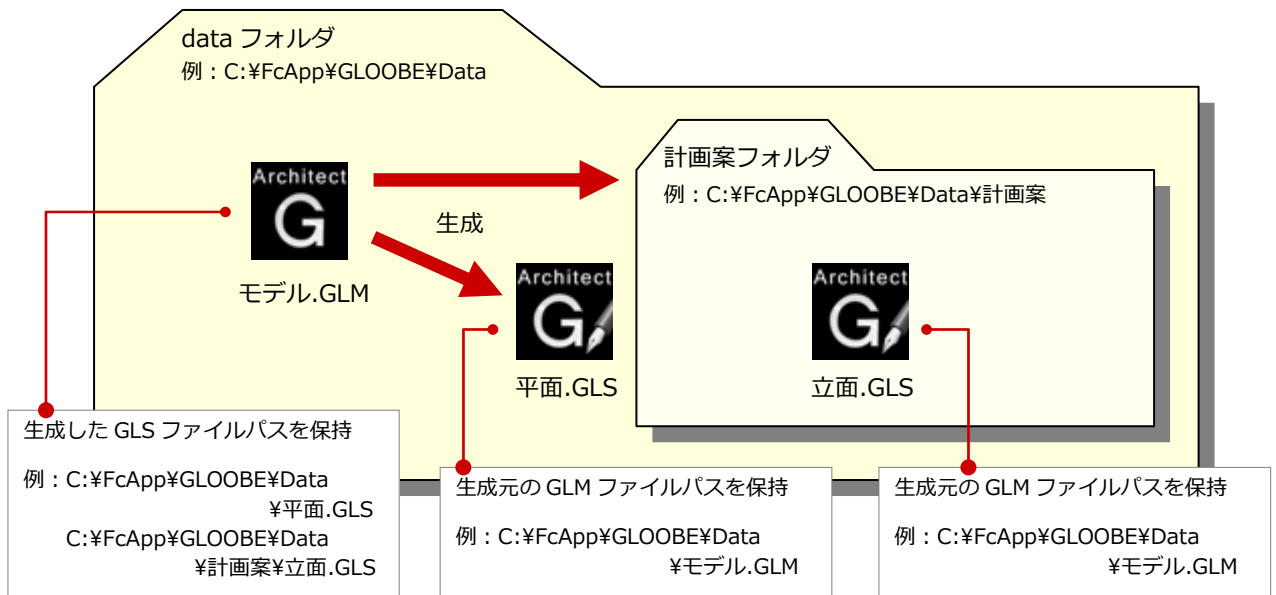 data フォルダ
例：C:¥FcApp¥GLOOBE¥Data
計画案フォルダ
例：C:¥FcApp¥GLOOBE¥Data¥計画案
Architect
G
モデル.GLM
生成
Architect
G
平面.GLS
Architect
G
立面.GLS
生成した GLS ファイルパスを保持
例：C:¥FcApp¥GLOOBE¥Data
¥平面.GLS
C:¥FcApp¥GLOOBE¥Data
¥計画案¥立面.GLS
生成元の GLM ファイルパスを保持
例：C:¥FcApp¥GLOOBE¥Data
¥モデル.GLM
生成元の GLM ファイルパスを保持
例：C:¥FcApp¥GLOOBE¥Data
¥モデル.GLM